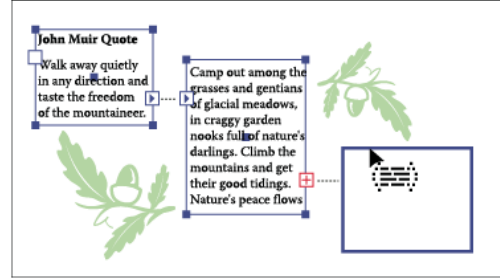 John Muir Quote
Walk away quietly
in any direction and
taste the freedom
of the mountaineer.
Camp out among the
grasses and gentians
of glacial meadows,
in craggy garden
nooks full of nature's
darlings. Climb the
mountains and get
their good tidings.
Nature's peace flows